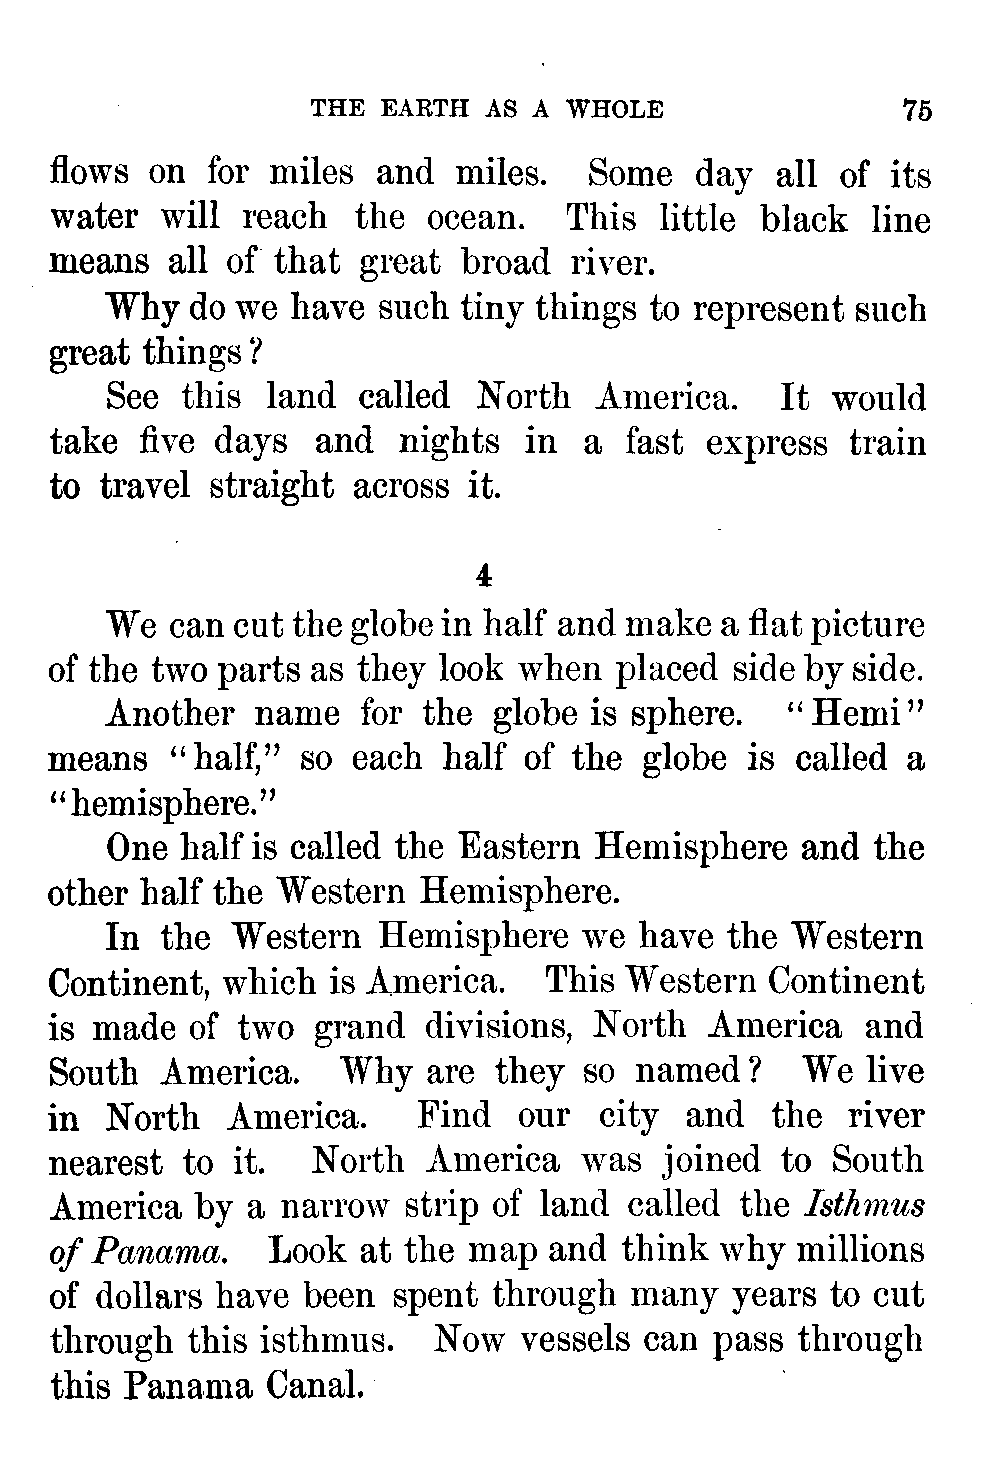 THE EARTH AS A WHOLE 75
flows on for miles and miles. Some day all of its
water will reach the ocean. This little black line
means all of that great broad river.
Why do we have such tiny things to represent such
great things?
See this land called North America. It would
take five days and nights in a fast express train
to travel straight across it.
4
We can cut the globe in half and make a flat picture
of the two parts as they look when placed side by side.
Another name for the globe is sphere. "Hemi"
means "half," so each half of the globe is called a
"hemisphere."
One half is called the Eastern Hemisphere and the
other half the Western Hemisphere.
In the Western Hemisphere we have the Western
Continent, which is America. This Western Continent
is made of two grand divisions, North America and
South America. Why are they so named? We live
in North America. Find our city and the river
nearest to it. North America was joined to South
America by a narrow strip of land called the Isthmus
of Panama. Look at the map and think why millions
of dollars have been spent through many years to cut
through this isthmus. Now vessels can pass through
this Panama Canal.